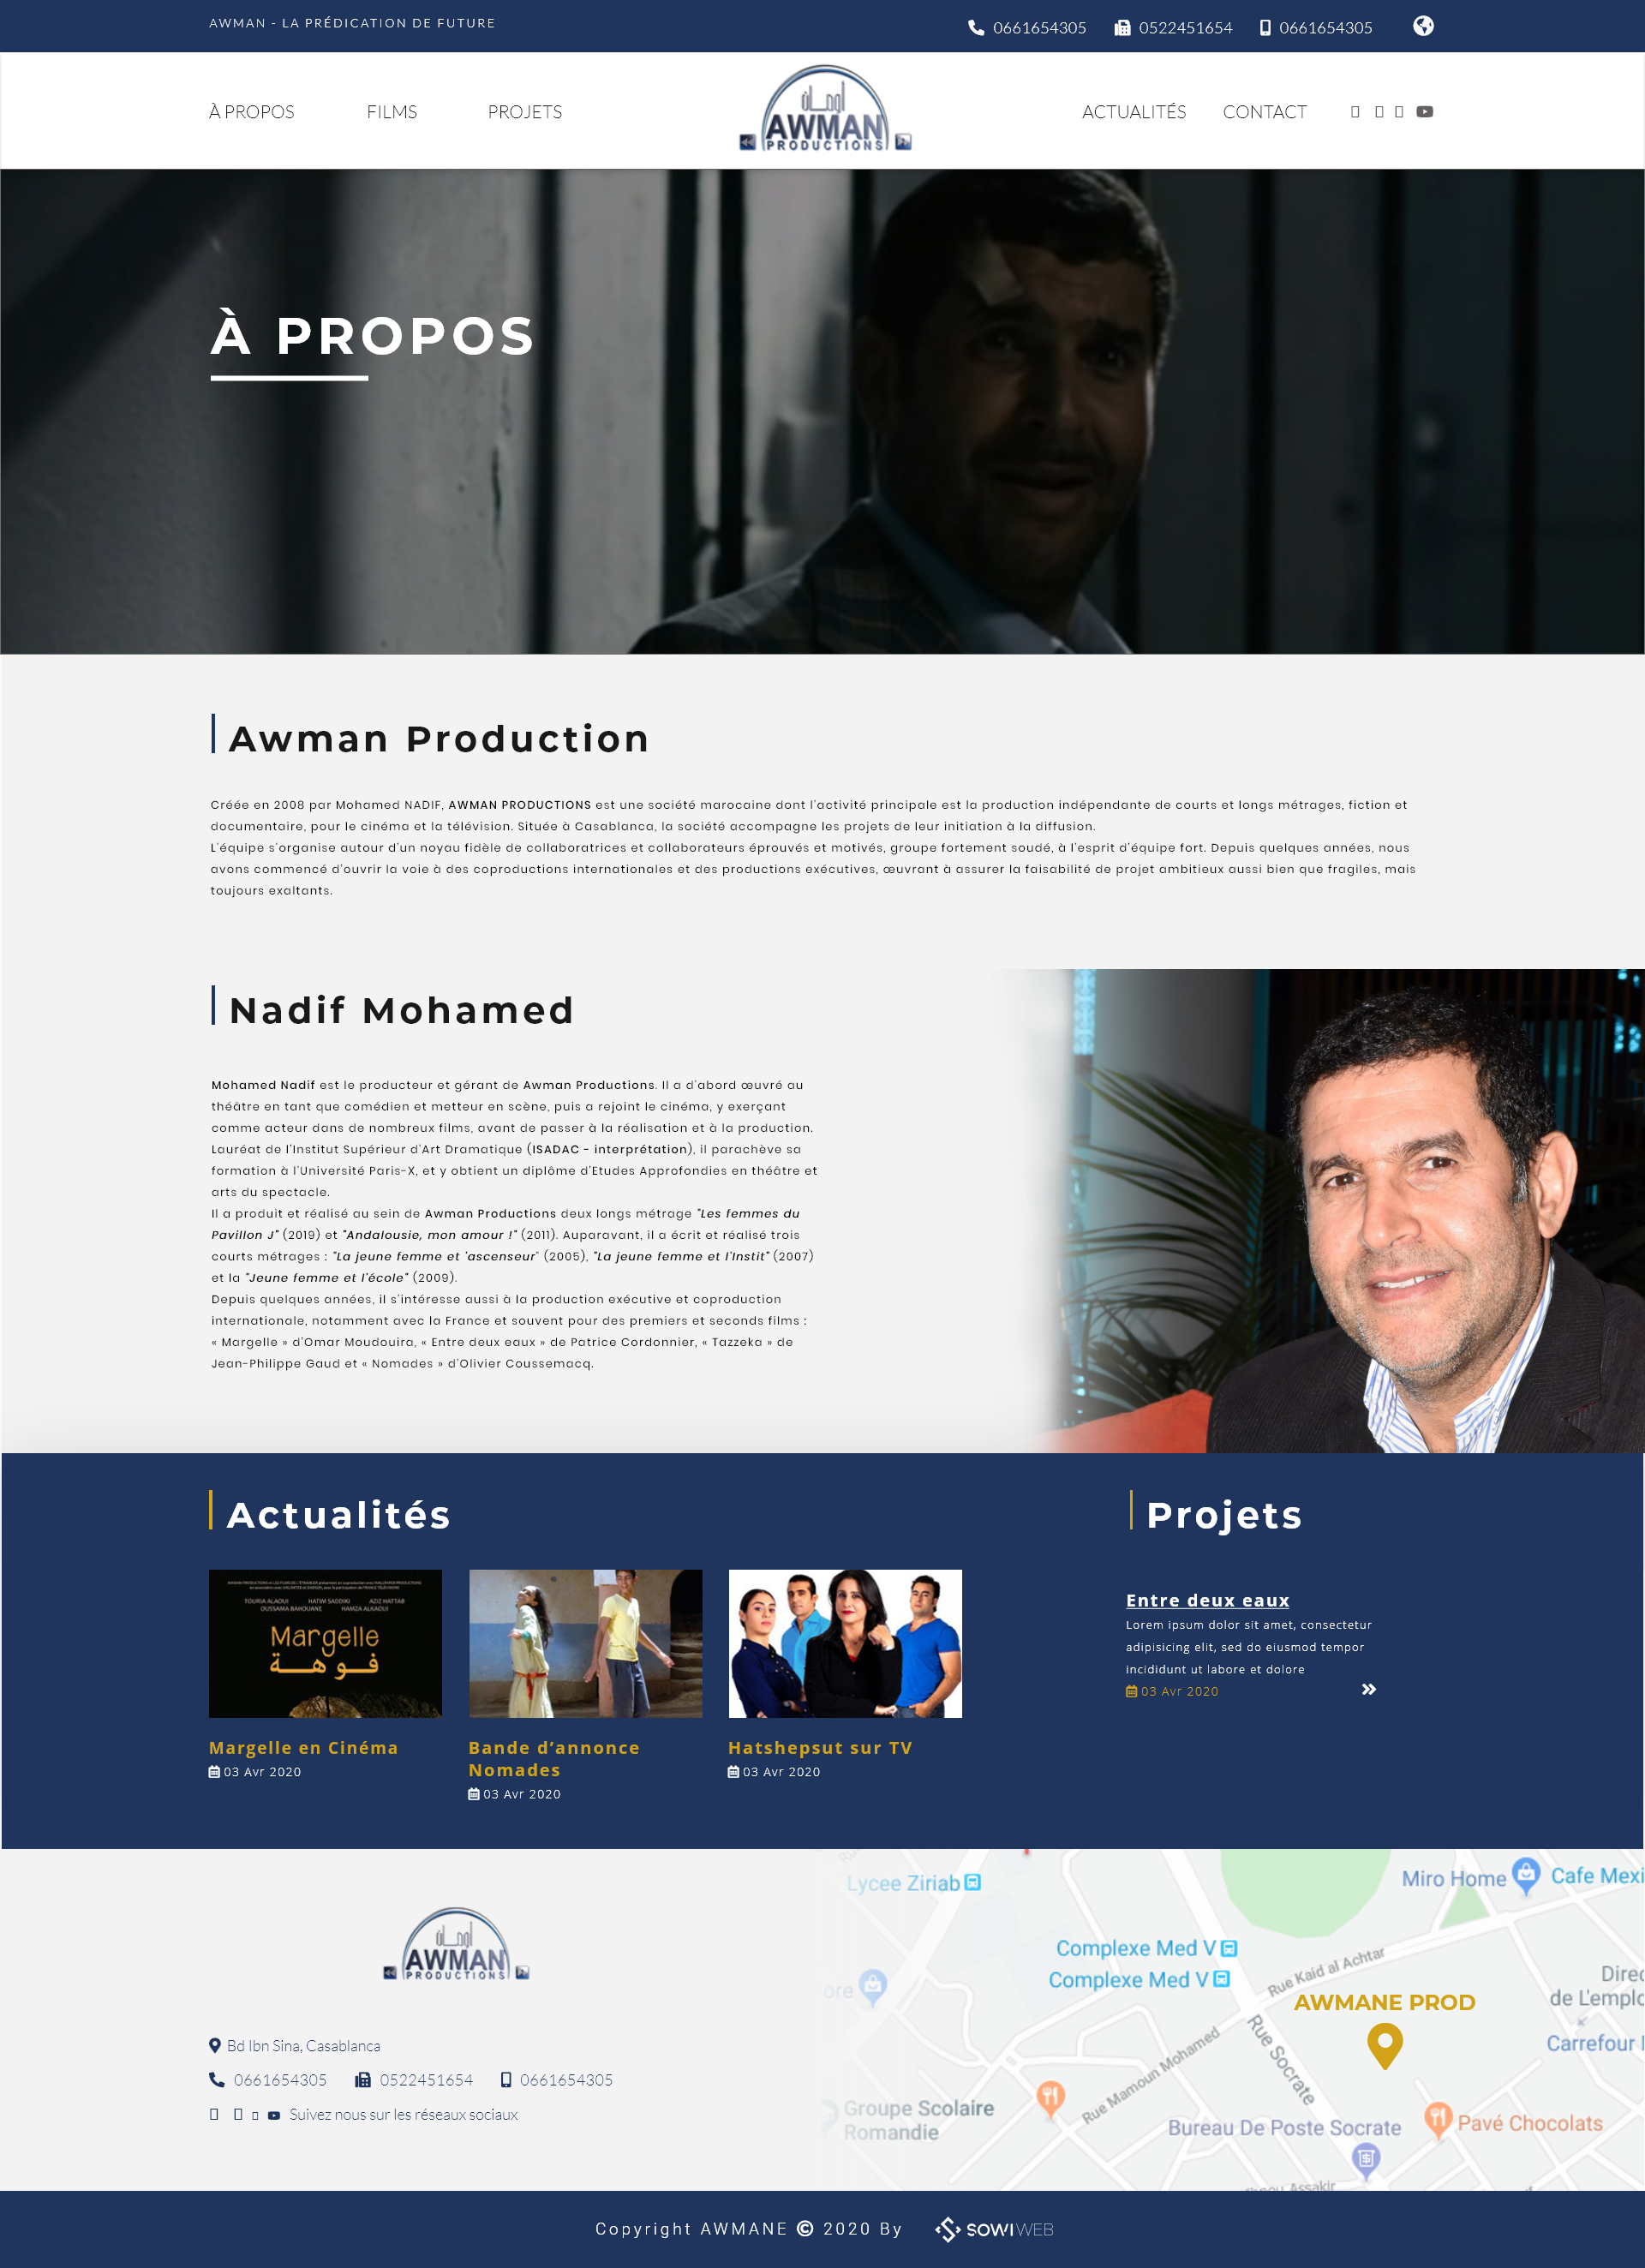 AWMAN - LA PRÉDICATION DE FUTURE
0661654305 0522451654 0661654305
À PROPOS FILMS PROJETS
أومان
AWMAN
PRODUCTIONS
ACTUALITÉS CONTACT
À PROPOS
Awman Production
Créée en 2008 par Mohamed NADIF, AWMAN PRODUCTIONS est une société marocaine dont l'activité principale est la production indépendante de courts et longs métrages, fiction et
documentaire, pour le cinéma et la télévision. Située à Casablanca, la société accompagne les projets de leur initiation à la diffusion.
L'équipe s'organise autour d'un noyau fidèle de collaboratrices et collaborateurs éprouvés et motivés, groupe fortement soudé, à l'esprit d'équipe fort. Depuis quelques années, nous
avons commencé d'ouvrir la voie à des coproductions internationales et des productions exécutives, œuvrant à assurer la faisabilité de projet ambitieux aussi bien que fragiles, mais
toujours exaltants.
Nadif Mohamed
Mohamed Nadif est le producteur et gérant de Awman Productions. Il a d'abord œuvré au
théâtre en tant que comédien et metteur en scène, puis a rejoint le cinéma, y exerçant
comme acteur dans de nombreux films, avant de passer à la réalisation et à la production.
Lauréat de l'Institut Supérieur d'Art Dramatique (ISADAC - interprétation), il parachève sa
formation à l'Université Paris-X, et y obtient un diplôme d'Etudes Approfondies en théâtre et
arts du spectacle.
Il a produit et réalisé au sein de Awman Productions deux longs métrage "Les femmes du
Pavillon J" (2019) et "Andalousie, mon amour !" (2011). Auparavant, il a écrit et réalisé trois
courts métrages : "La jeune femme et 'ascenseur" (2005), "La jeune femme et l'Instit" (2007)
et la "Jeune femme et l'école" (2009).
Depuis quelques années, il s'intéresse aussi à la production exécutive et coproduction
internationale, notamment avec la France et souvent pour des premiers et seconds films :
« Margelle » d'Omar Moudouira, « Entre deux eaux » de Patrice Cordonnier, « Tazzeka » de
Jean-Philippe Gaud et « Nomades » d'Olivier Coussemacq.
Actualités
TOURIA ALAOUI HATIM SADDIKI AZIZ HATTAB
OUSSAMA BAHOUANE HAMZA ALKAOUI
Margelle
فوهة
Margelle en Cinéma
03 Avr 2020
Bande d'annonce
Nomades
03 Avr 2020
Hatshepsut sur TV
03 Avr 2020
Projets
Entre deux eaux
Lorem ipsum dolor sit amet, consectetur
adipisicing elit, sed do eiusmod tempor
incididunt ut labore et dolore
03 Avr 2020
AWMAN
PRODUCTIONS
Bd Ibn Sina, Casablanca
0661654305 0522451654 0661654305
Suivez nous sur les réseaux sociaux
Lycee Ziriab
Miro Home
Cafe Mexi
Complexe Med V
Complexe Med V
Rue Kaid al Achtar
Direc
de L'emplo
AWMANE PROD
Carrefour
Rue Socrate
Rue Mamoun Mohamed
Groupe Scolaire
Romandie
Bureau De Poste Socrate
Pavé Chocolats
Assakir
Copyright AWMANE © 2020 By SOWIWEB